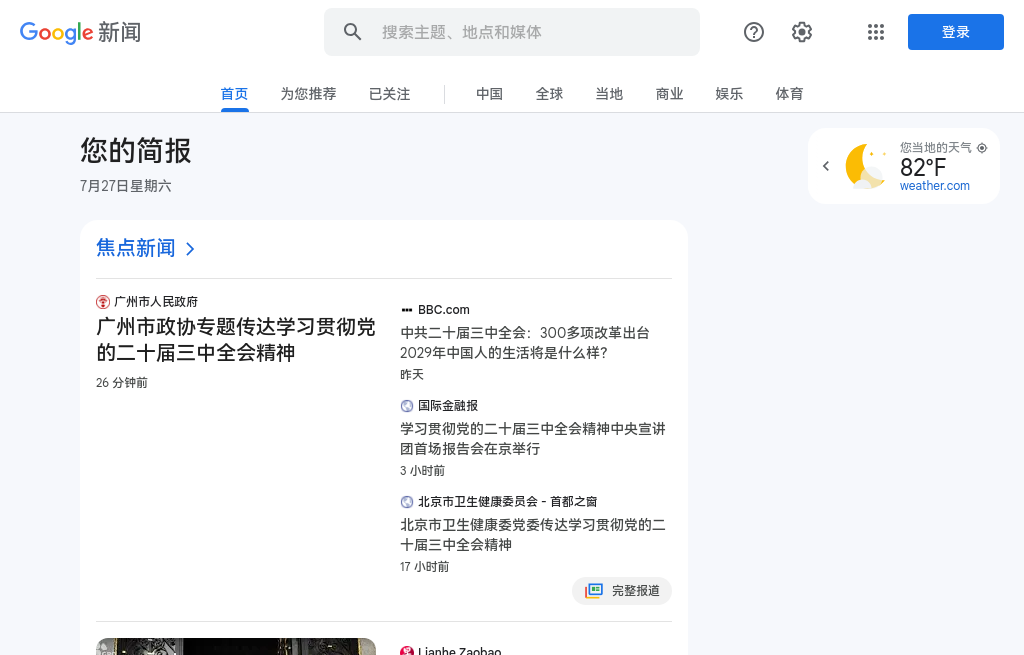 Google 新闻
搜索主题、地点和媒体
登录
首页
为您推荐
已关注
中国
全球
当地
商业
娱乐
体育
您的简报
7月27日星期六
您当地的天气
82°F
weather.com
焦点新闻
广州市人民政府
广州市政协专题传达学习贯彻党
的二十届三中全会精神
26 分钟前
BBC.com
中共二十届三中全会：300多项改革出台
2029年中国人的生活将是什么样？
昨天
国际金融报
学习贯彻党的二十届三中全会精神中央宣讲
团首场报告会在京举行
3 小时前
北京市卫生健康委员会 - 首都之窗
北京市卫生健康委党委传达学习贯彻党的二
十届三中全会精神
17 小时前
完整报道
Lianhe Zaobao